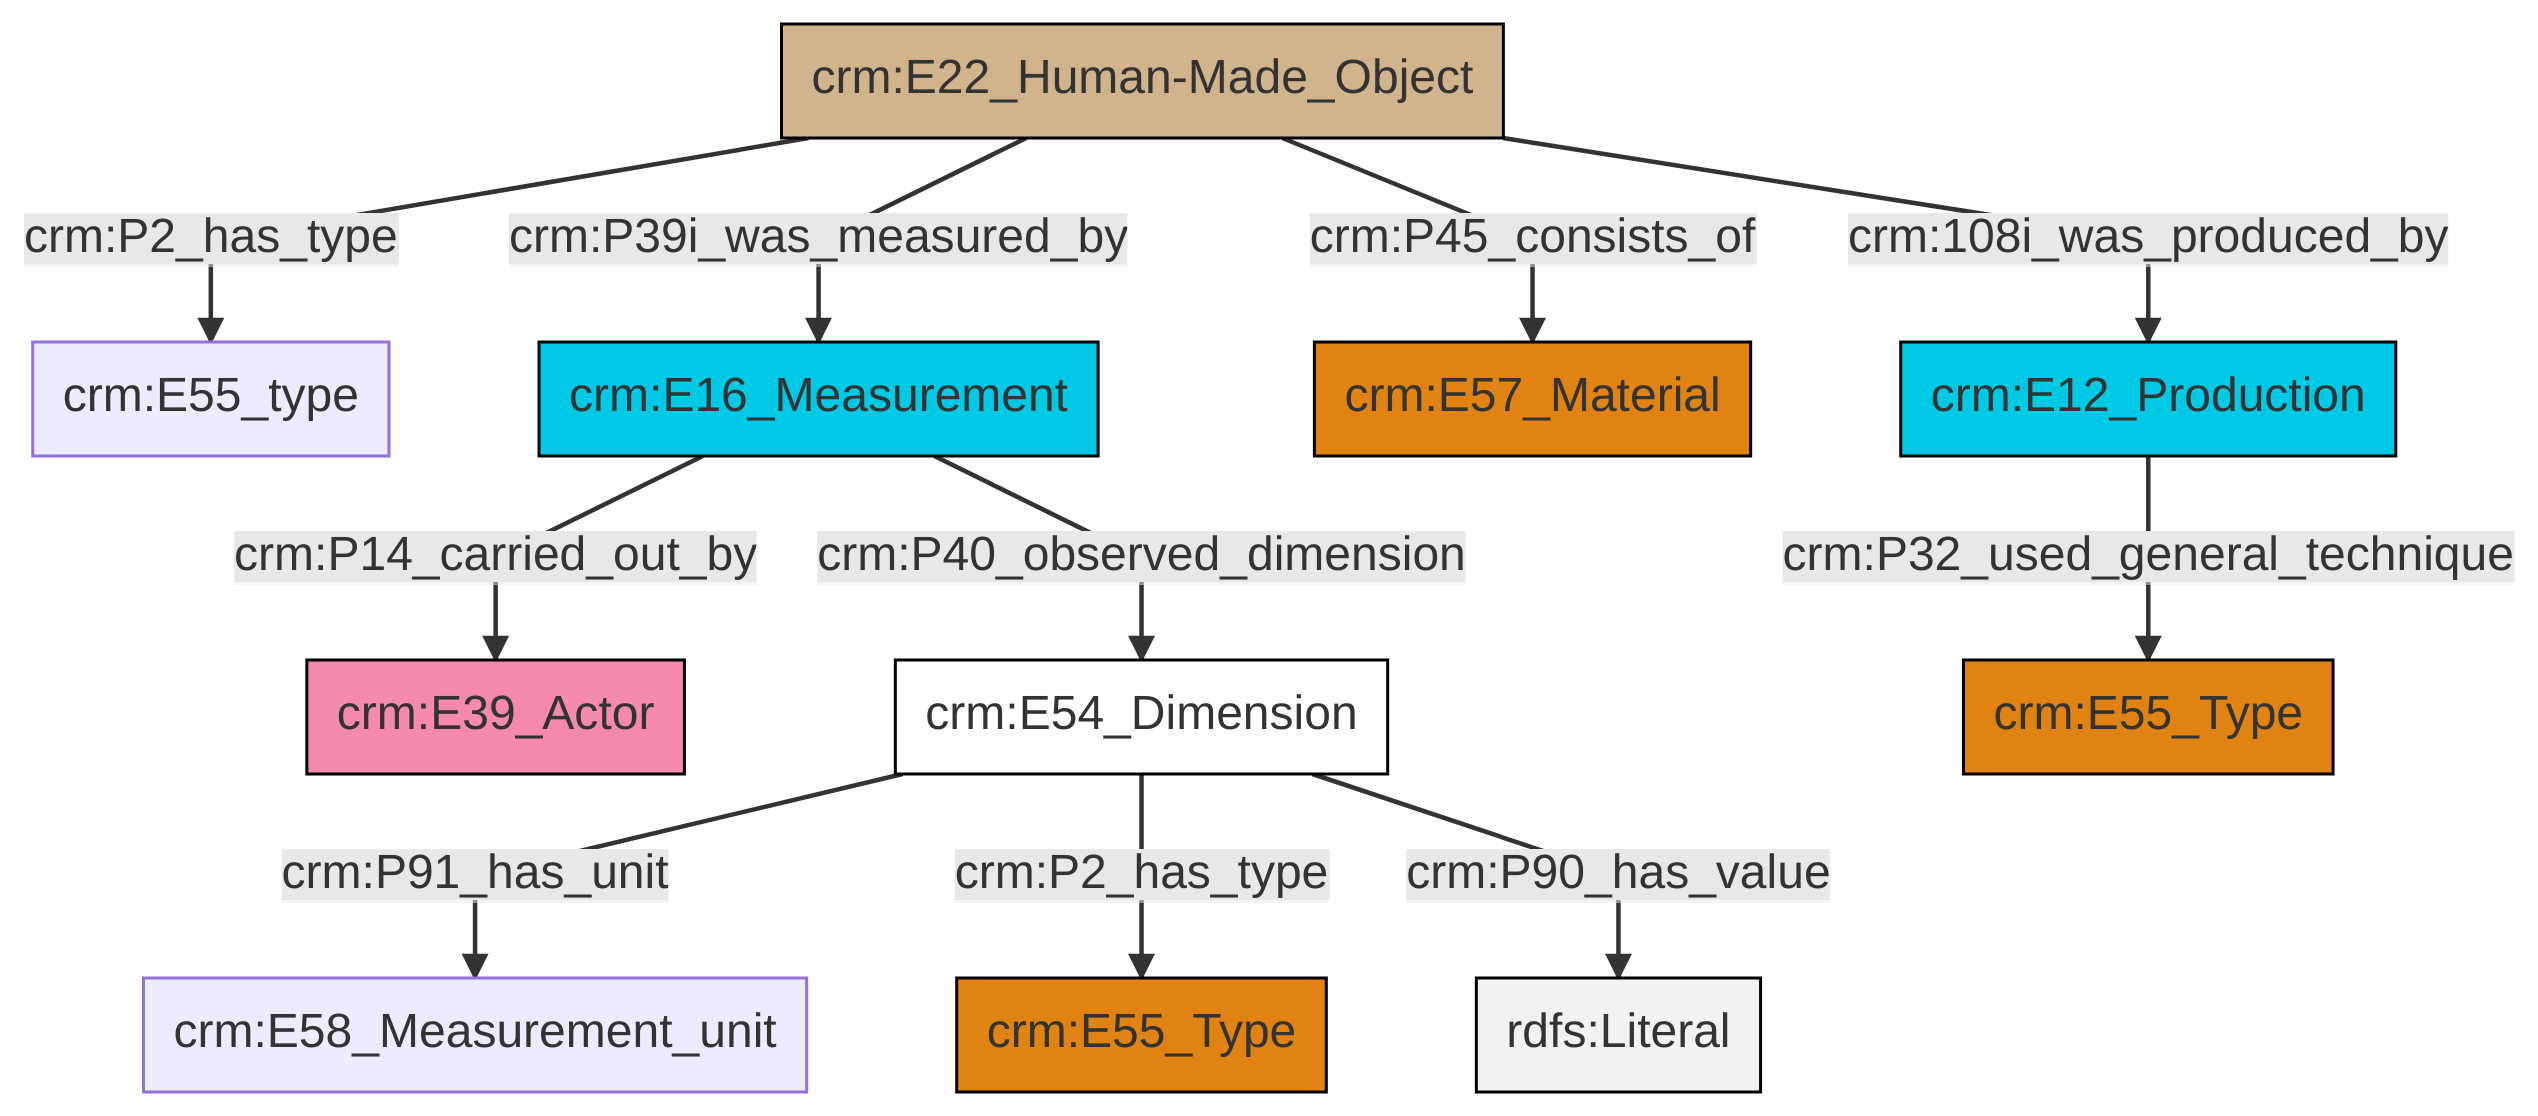 crm:E22_Human-Made_Object
crm:P2_has_type
crm:P39i_was_measured_by
crm:P45_consists_of
crm:108i_was_produced_by
crm:E55_type
crm:E16_Measurement
crm:E57_Material
crm:E12_Production
crm:P14_carried_out_by
crm:P40_observed_dimension
crm:P32_used_general_technique
crm:E39_Actor
crm:E54_Dimension
crm:E55_Type
crm:P91_has_unit
crm:P2_has_type
crm:P90_has_value
crm:E58_Measurement_unit
crm:E55_Type
rdfs:Literal